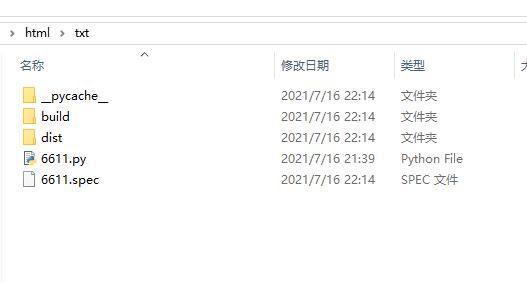 html > txt
名称 修改日期 类型
__pycache__ 2021/7/16 22:14 文件夹
build 2021/7/16 22:14 文件夹
dist 2021/7/16 22:14 文件夹
6611.py 2021/7/16 21:39 Python File
6611.spec 2021/7/16 22:14 SPEC 文件